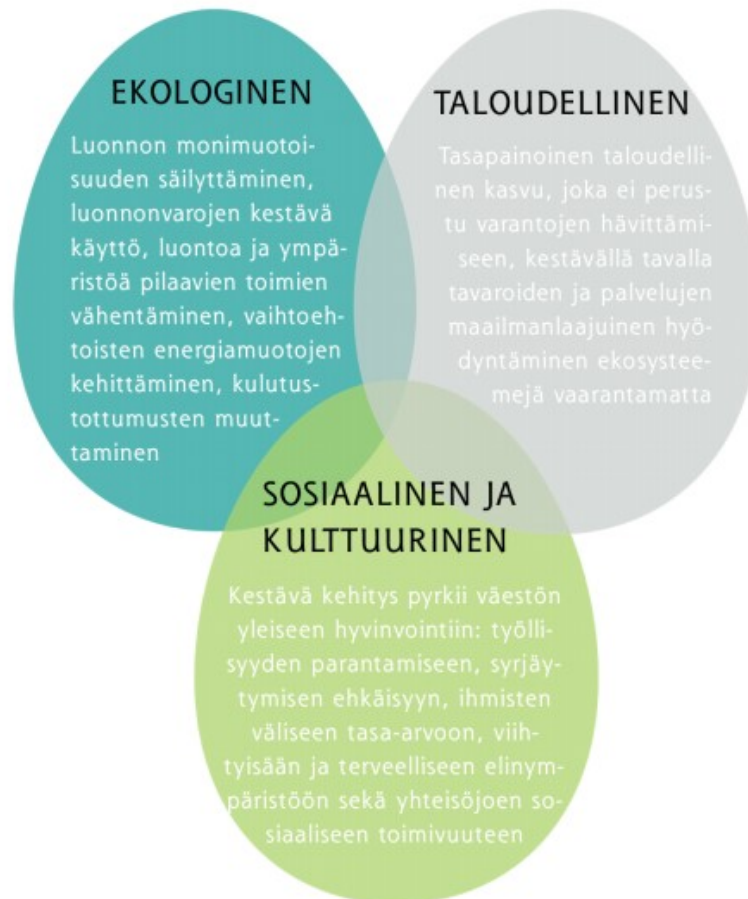 EKOLOGINEN
Luonnon monimuotoi-
suuden säilyttäminen,
luonnonvarojen kestävä
käyttö, luontoa ja ympä-
ristöä pilaavien toimien
vähentäminen, vaihtoeh-
toisten energiamuotojen
kehittäminen, kulutus-
tottumusten muut-
taminen
TALOUDELLINEN
Tasapainoinen taloudelli-
nen kasvu, joka ei perus-
tu varantojen hävittämi-
seen, kestävällä tavalla
tavaroiden ja palvelujen
maailmanlaajuinen hyö-
dyntäminen ekosystee-
mejä vaarantamatta
SOSIAALINEN JA
KULTTUURINEN
Kestävä kehitys pyrkii väestön
yleiseen hyvinvointiin: työlli-
syyden parantamiseen, syrjäy-
tymisen ehkäisyyn, ihmisten
väliseen tasa-arvoon, viih-
tyisään ja terveelliseen elinym-
päristöön sekä yhteisöjoen so-
siaaliseen toimivuuteen